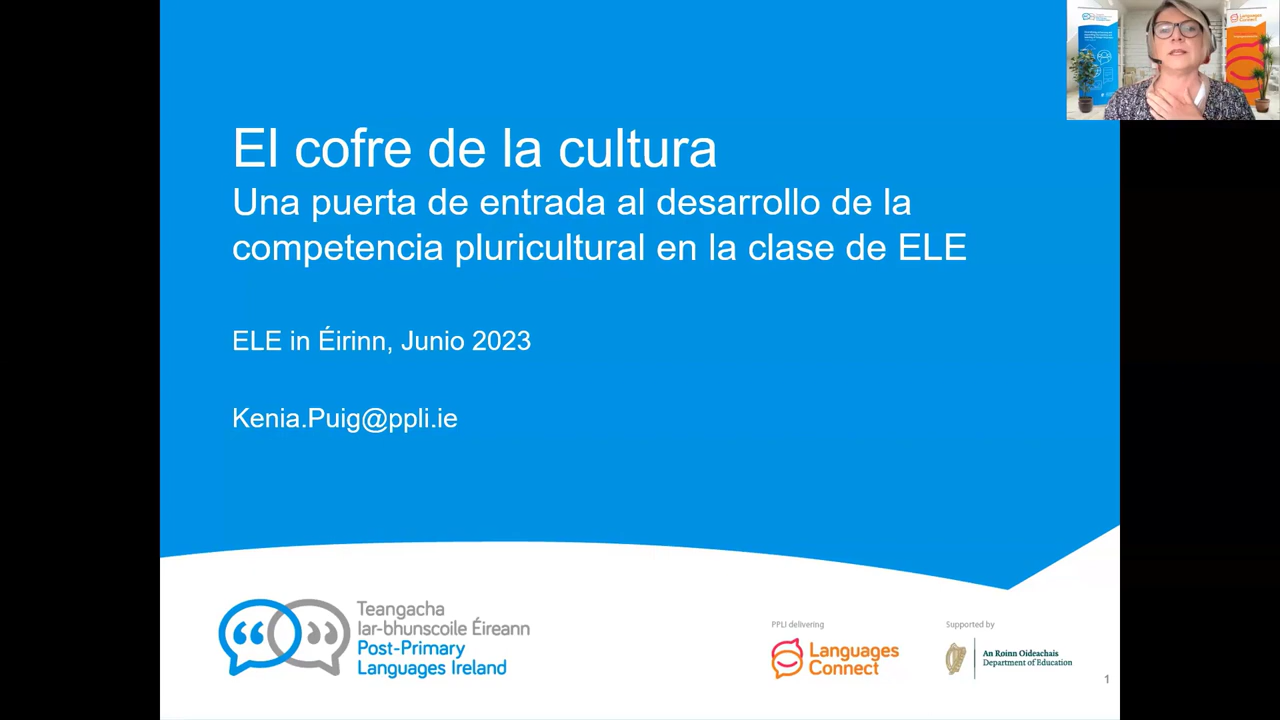 El cofre de la cultura
Una puerta de entrada al desarrollo de la
competencia pluricultural en la clase de ELE
ELE in Éirinn, Junio 2023
Kenia.Puig@ppli.ie
Teangacha
Iar-bhunscoile Éireann
Post-Primary
Languages Ireland
PPLI delivering
Languages
Connect
Supported by
An Roinn Oideachais
Department of Education
1
Languages
Connect